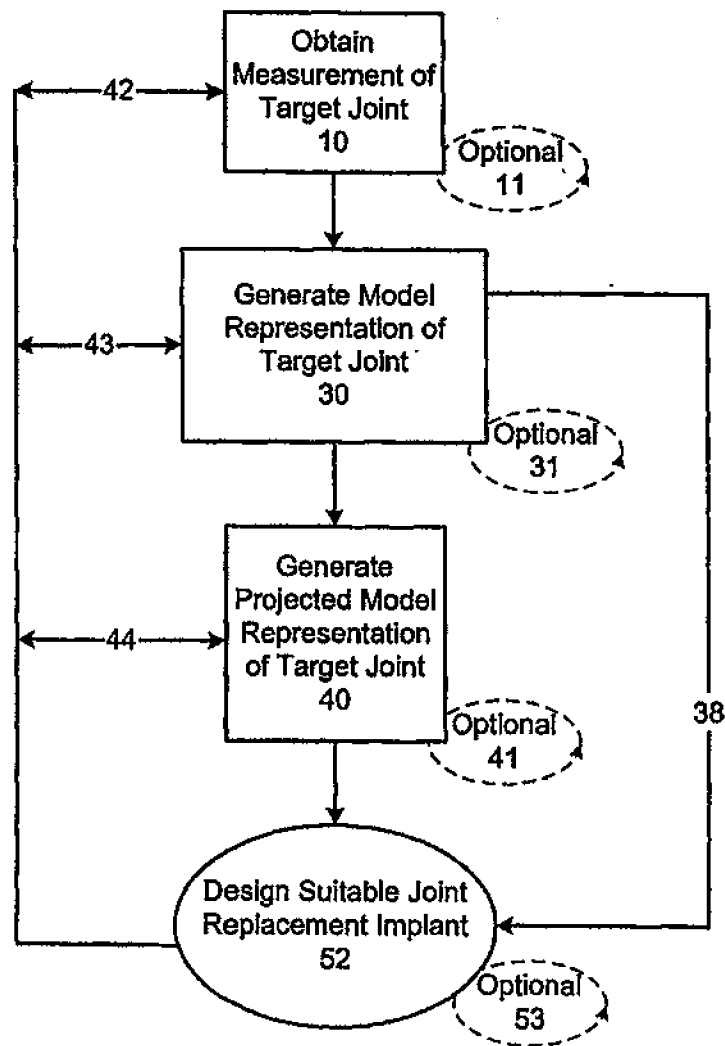 Obtain
Measurement of
Target Joint
10
42
Optional
11
Generate Model
Representation of
Target Joint
30
43
Optional
31
Generate
Projected Model
Representation
of Target Joint
40
44
38
Optional
41
Design Suitable Joint
Replacement Implant
52
Optional
53